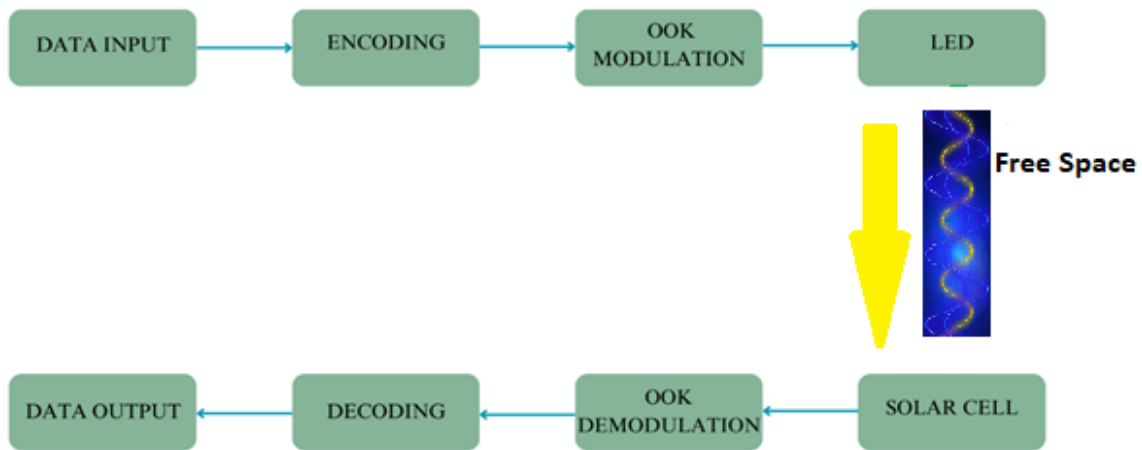 DATA INPUT
ENCODING
OOK
MODULATION
LED
Free Space
DATA OUTPUT
DECODING
OOK
DEMODULATION
SOLAR CELL